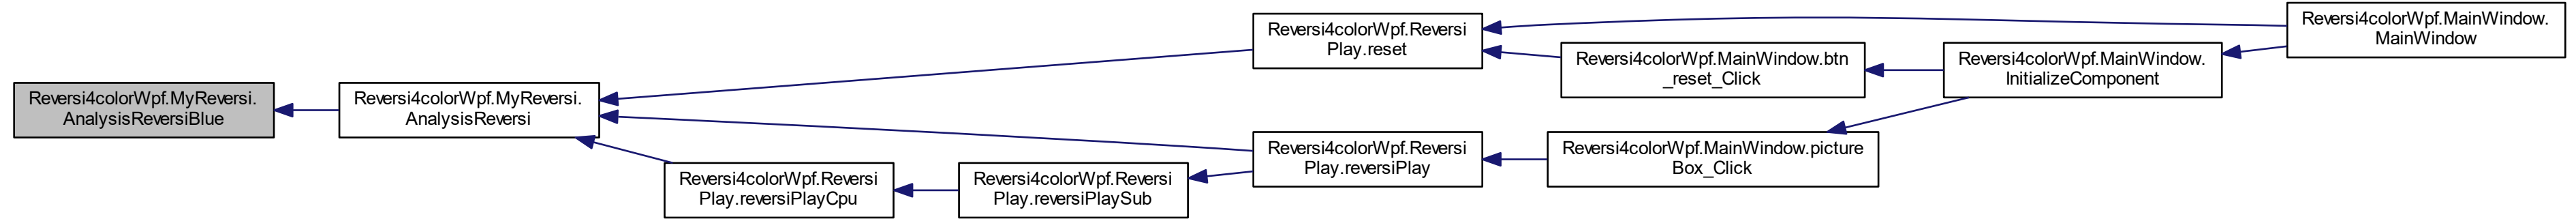 Reversi4colorWpf.MyReversi.
AnalysisReversiBlue
Reversi4colorWpf.MyReversi.
AnalysisReversi
Reversi4colorWpf.Reversi
Play.reset
Reversi4colorWpf.MainWindow.
MainWindow
Reversi4colorWpf.MainWindow.btn
_reset_Click
Reversi4colorWpf.MainWindow.
InitializeComponent
Reversi4colorWpf.Reversi
Play.reversiPlay
Reversi4colorWpf.MainWindow.picture
Box_Click
Reversi4colorWpf.Reversi
Play.reversiPlayCpu
Reversi4colorWpf.Reversi
Play.reversiPlaySub